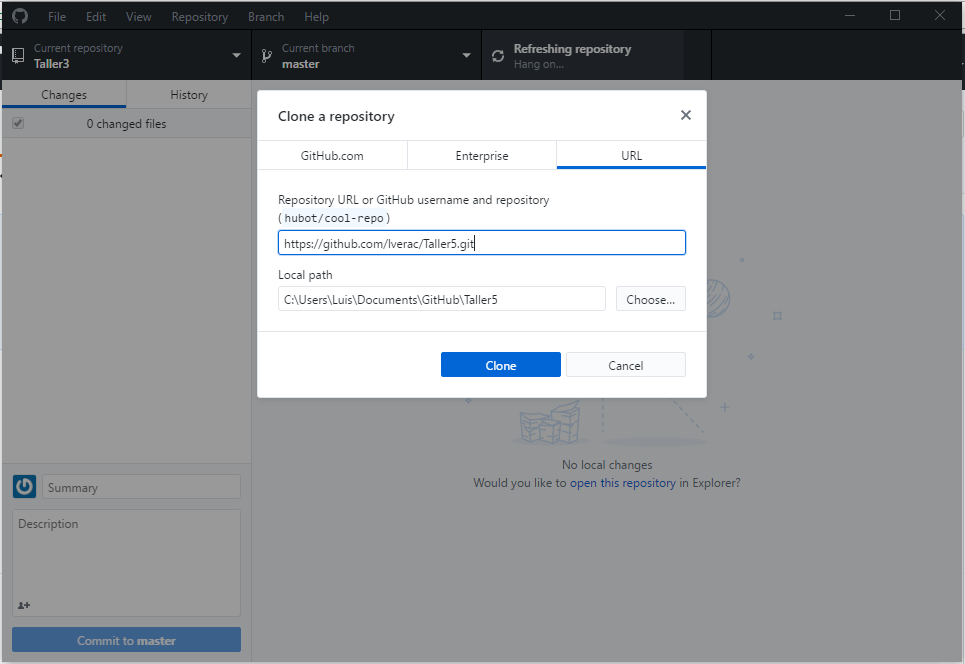 File Edit View Repository Branch Help
Current repository
Taller3
Current branch
master
Refreshing repository
Hang on...
Changes History
0 changed files
Clone a repository
GitHub.com Enterprise URL
Repository URL or GitHub username and repository
(hubot/cool-repo)
https://github.com/lverac/Taller5.git
Local path
C:\Users\Luis\Documents\GitHub\Taller5 Choose...
Clone Cancel
No local changes
Would you like to open this repository in Explorer?
Summary
Description
Commit to master